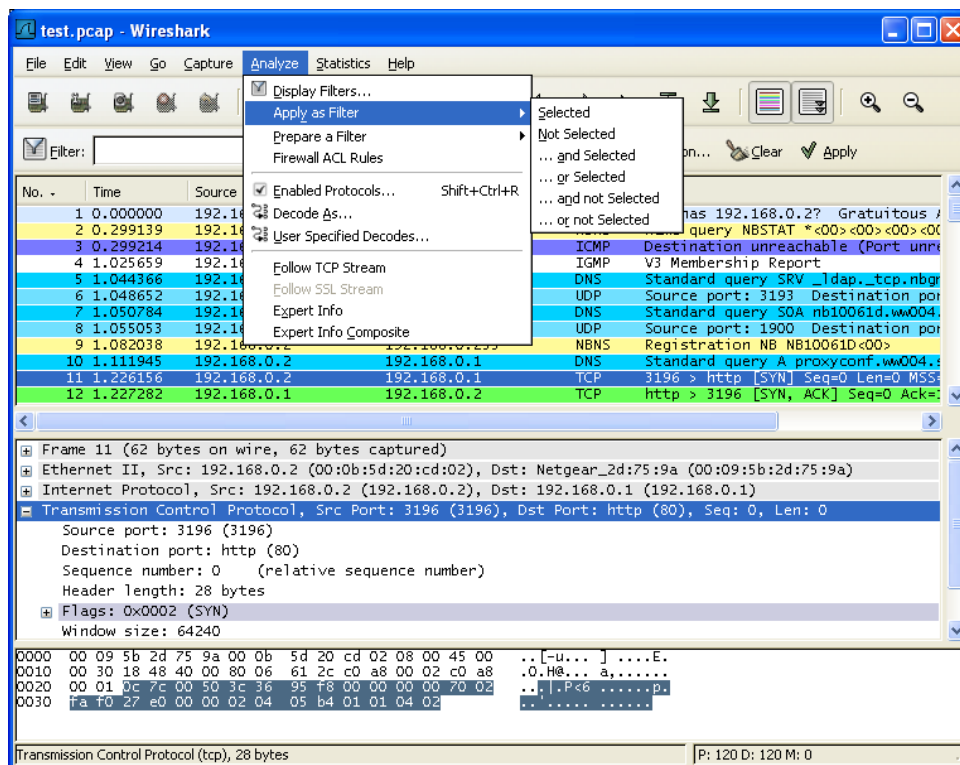 test.pcap - Wireshark
File Edit View Go Capture Analyze Statistics Help
Display Filters...
Apply as Filter
Prepare a Filter
Firewall ACL Rules
Enabled Protocols... Shift+Ctrl+R
Decode As...
User Specified Decodes...
Follow TCP Stream
Follow SSL Stream
Expert Info
Expert Info Composite
Selected
Not Selected
... and Selected
... or Selected
... and not Selected
... or not Selected
Filter: Clear Apply
No. Time Source
1 0.000000 192.16 has 192.168.0.2? Gratuitous A
2 0.299139 192.16 query NBSTAT *<00><00><00><00
3 0.299214 192.16 ICMP Destination unreachable (Port unre
4 1.025659 192.16 IGMP V3 Membership Report
5 1.044366 192.16 DNS Standard query SRV _ldap._tcp.nbgm
6 1.048652 192.16 UDP Source port: 3193 Destination por
7 1.050784 192.16 DNS Standard query SOA nb10061d.ww004.
8 1.055053 192.16 UDP Source port: 1900 Destination por
9 1.082038 192.168.0.2 192.168.0.255 NBNS Registration NB NB10061D<00>
10 1.111945 192.168.0.2 192.168.0.1 DNS Standard query A proxyconf.ww004.s
11 1.226156 192.168.0.2 192.168.0.1 TCP 3196 > http [SYN] Seq=0 Len=0 MSS=
12 1.227282 192.168.0.1 192.168.0.2 TCP http > 3196 [SYN, ACK] Seq=0 Ack=1
Frame 11 (62 bytes on wire, 62 bytes captured)
Ethernet II, Src: 192.168.0.2 (00:0b:5d:20:cd:02), Dst: Netgear_2d:75:9a (00:09:5b:2d:75:9a)
Internet Protocol, Src: 192.168.0.2 (192.168.0.2), Dst: 192.168.0.1 (192.168.0.1)
Transmission Control Protocol, Src Port: 3196 (3196), Dst Port: http (80), Seq: 0, Len: 0
Source port: 3196 (3196)
Destination port: http (80)
Sequence number: 0 (relative sequence number)
Header length: 28 bytes
Flags: 0x0002 (SYN)
Window size: 64240
0000 00 09 5b 2d 75 9a 00 0b 5d 20 cd 02 08 00 45 00 ..[-u... ] ....E.
0010 00 30 18 48 40 00 80 06 61 2c c0 a8 00 02 c0 a8 .0.H@... a,......
0020 00 01 0c 7c 00 50 3c 36 95 f8 00 00 00 00 70 02 ...|.P<6 ......p.
0030 fa f0 27 e0 00 00 02 04 05 b4 01 01 04 02 ..'..... ......
Transmission Control Protocol (tcp), 28 bytes P: 120 D: 120 M: 0